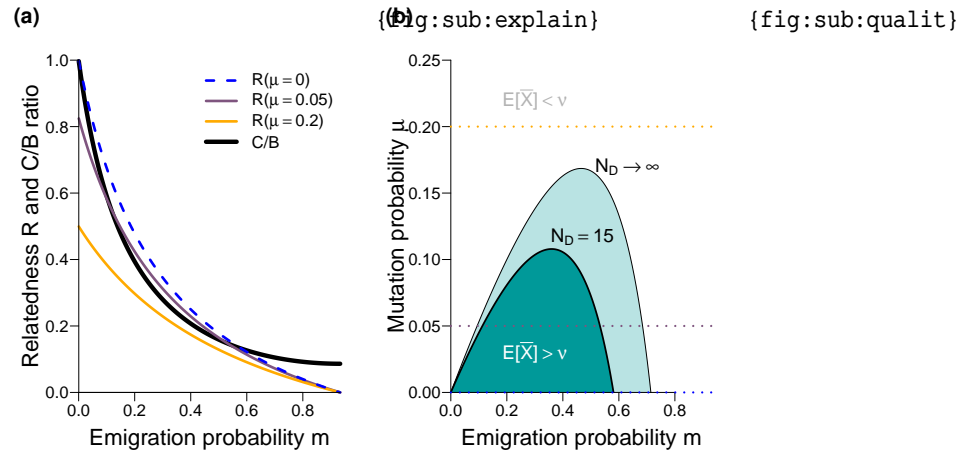 (a)
{fig:sub:explain}
(b)
{fig:sub:qualit}
Relatedness R and C/B ratio
1.0
0.8
0.6
0.4
0.2
0.0
R(μ = 0)
R(μ = 0.05)
R(μ = 0.2)
C/B
0.0
0.2
0.4
0.6
0.8
Emigration probability m
Mutation probability μ
0.25
0.20
0.15
0.10
0.05
0.00
E[X̅] < ν
N_D → ∞
N_D = 15
E[X̅] > ν
0.0
0.2
0.4
0.6
0.8
Emigration probability m